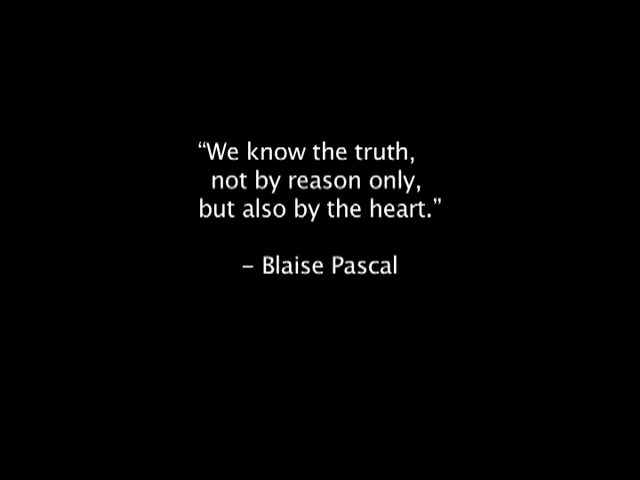 “We know the truth,
not by reason only,
but also by the heart.”
– Blaise Pascal